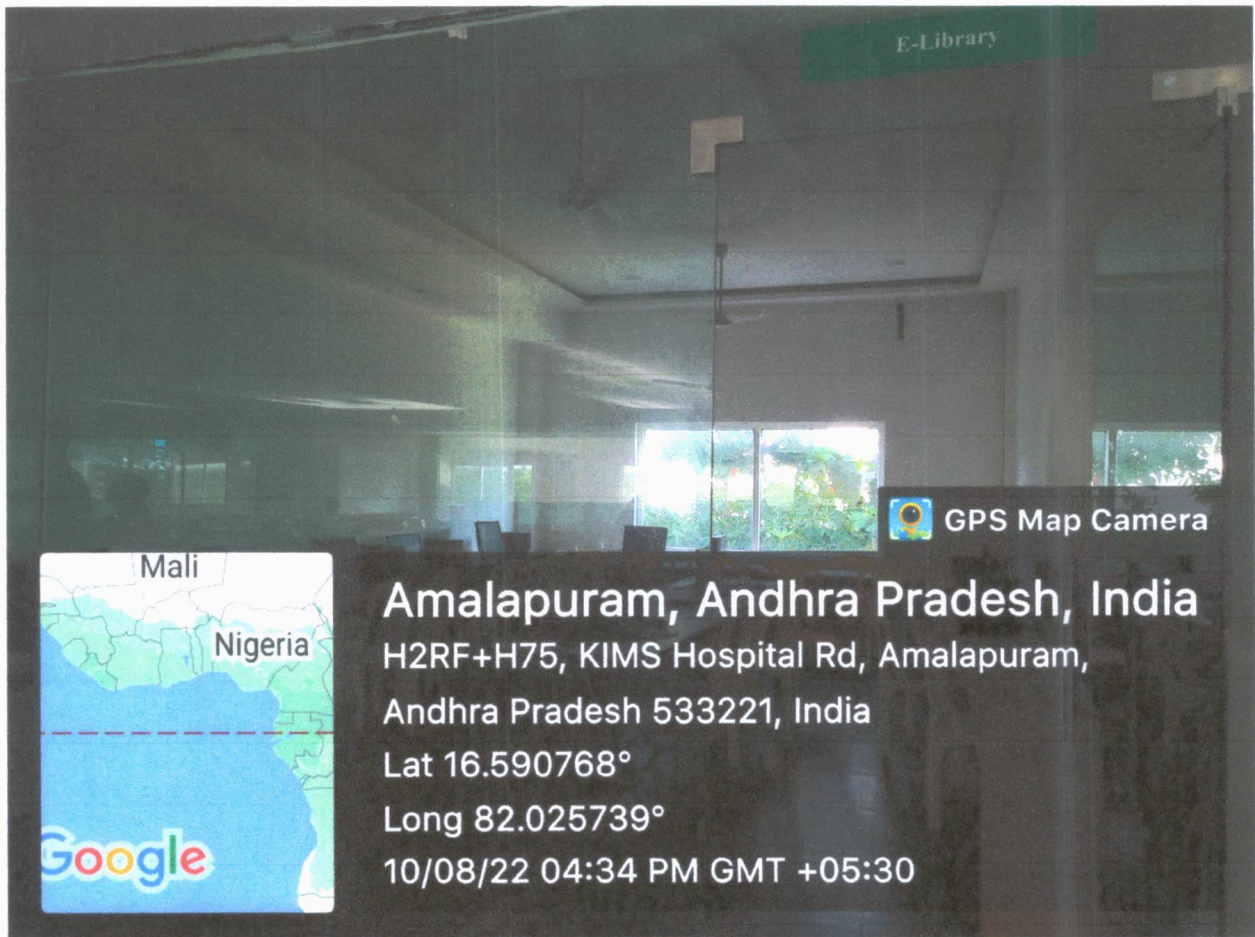 E-Library
GPS Map Camera
Mali
Nigeria
Google
Amalapuram, Andhra Pradesh, India
H2RF+H75, KIMS Hospital Rd, Amalapuram,
Andhra Pradesh 533221, India
Lat 16.590768°
Long 82.025739°
10/08/22 04:34 PM GMT +05:30